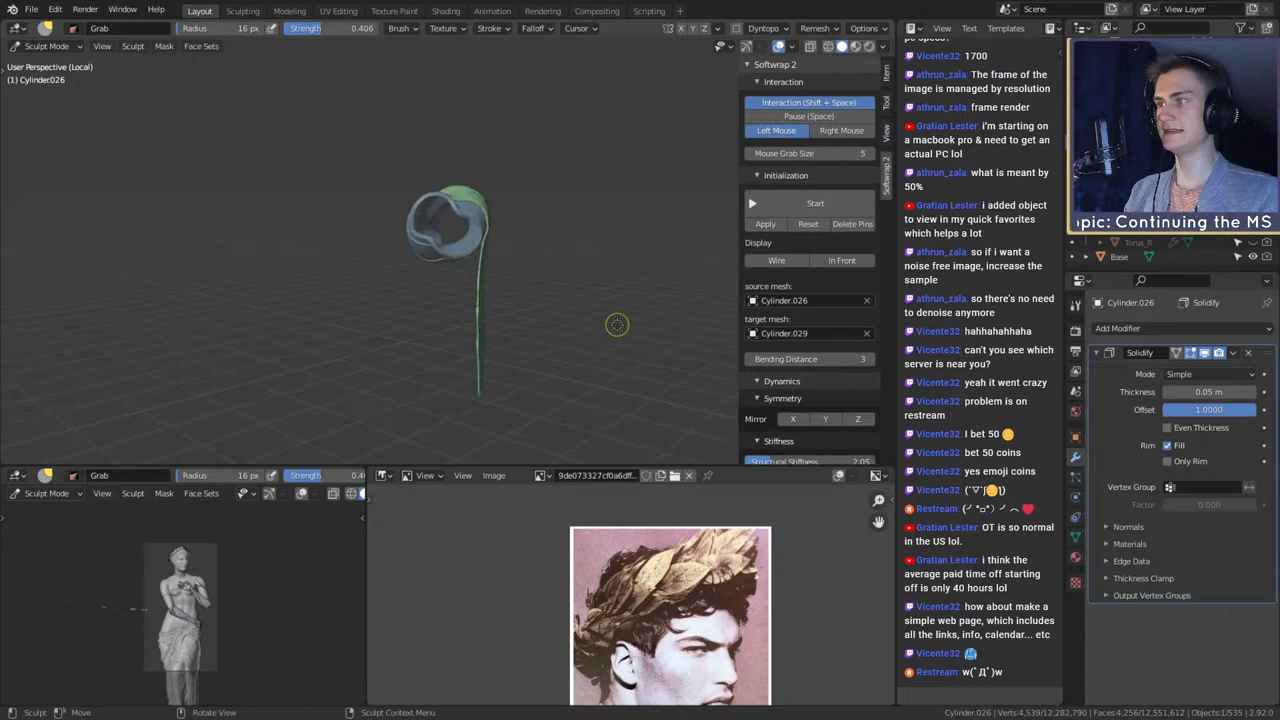 File Edit Render Window Help Layout Sculpting Modeling UV Editing Texture Paint Shading Animation Rendering Compositing Scripting Scene View Layer
Grab Radius 16 px Strength 0.406 Brush Texture Stroke Falloff Cursor X Y Z Dyntopo Remesh Options View Text Templates
Sculpt Mode View Sculpt Mask Face Sets
User Perspective (Local)
(1) Cylinder.026
Softwrap 2
Interaction
Interaction (Shift + Space)
Pause (Space)
Left Mouse Right Mouse
Mouse Grab Size 5
Initialization
Start
Apply Reset Delete Pins
Display
Wire In Front
source mesh:
Cylinder.026
target mesh:
Cylinder.029
Bending Distance 3
Dynamics
Symmetry
Mirror X Y Z
Stiffness
Structural Stiffness 2.05
Item
Tool
View
Softwrap 2
Vicente32: 1700
athrun_zala: The frame of the
image is managed by resolution
athrun_zala: frame render
Gratian Lester: i'm starting on
a macbook pro & need to get an
actual PC lol
athrun_zala: what is meant by
50%
Gratian Lester: i added object
to view in my quick favorites
which helps a lot
athrun_zala: so if i want a
noise free image, increase the
sample
athrun_zala: so there's no need
to denoise anymore
Vicente32: hahhahahhaha
Vicente32: can't you see which
server is near you?
Vicente32: yeah it went crazy
Vicente32: problem is on
restream
Vicente32: I bet 50
Vicente32: bet 50 coins
Vicente32: yes emoji coins
Gratian Lester: OT is so normal
in the US lol.
Gratian Lester: i think the
average paid time off starting
off is only 40 hours lol
Vicente32: how about make a
simple web page, which includes
all the links, info, calendar... etc
Vicente32:
Restream: w(ﾟДﾟ)w
opic: Continuing the MS
Torus_R
Base
Cylinder.026 Solidify
Add Modifier
Solidify
Mode Simple
Thickness 0.05 m
Offset 1.0000
Even Thickness
Rim Fill
Only Rim
Vertex Group
Factor 0.000
Normals
Materials
Edge Data
Thickness Clamp
Output Vertex Groups
Grab Radius 16 px Strength 0.4 View View Image 9de073327cf0a6dff...
Sculpt Mode View Sculpt Mask Face Sets
Sculpt Move Rotate View Sculpt Context Menu Cylinder.026 | Verts:4,539/12,282,790 | Faces:4,256/12,551,612 | Objects:1/535 | 2.92.0